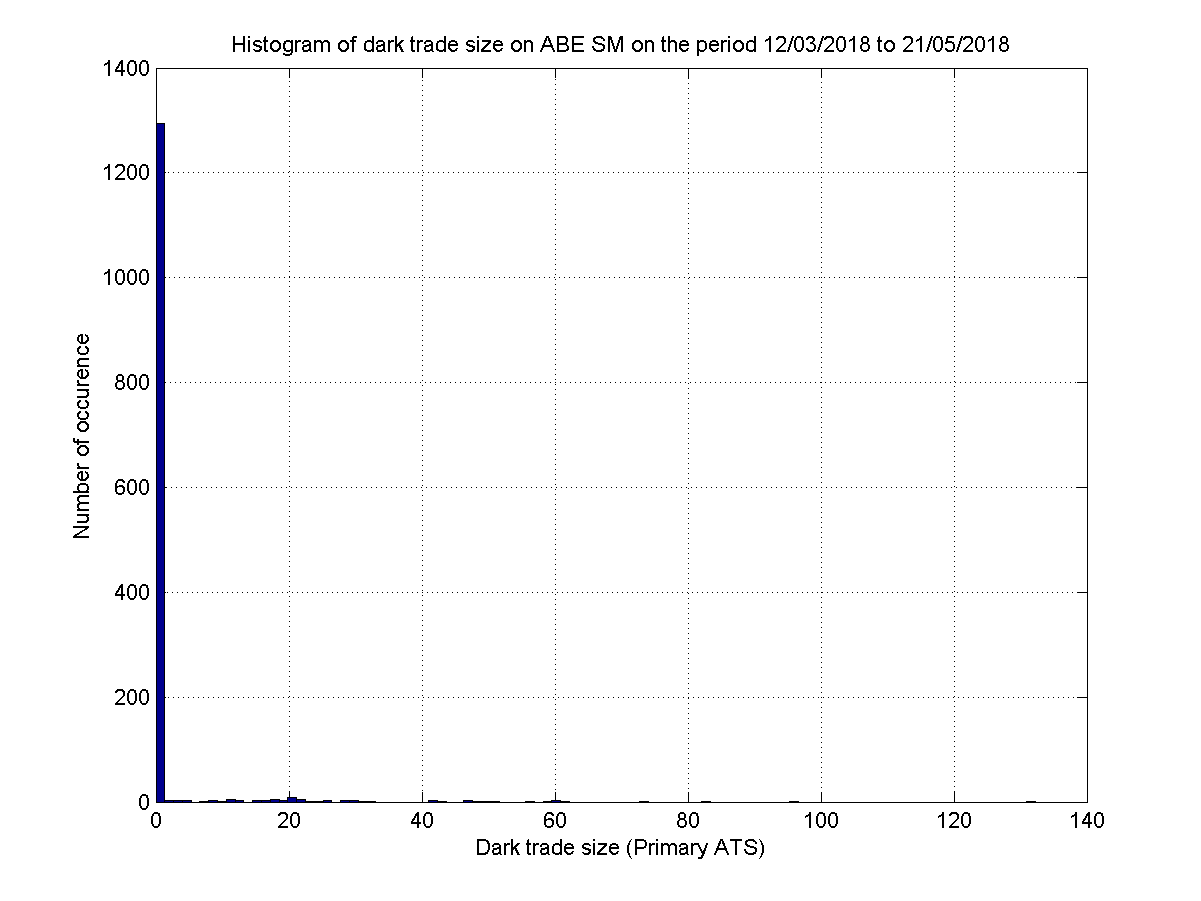 Histogram of dark trade size on ABE SM on the period 12/03/2018 to 21/05/2018
1400
1200
1000
800
600
400
200
0
Number of occurence
0 20 40 60 80 100 120 140
Dark trade size (Primary ATS)